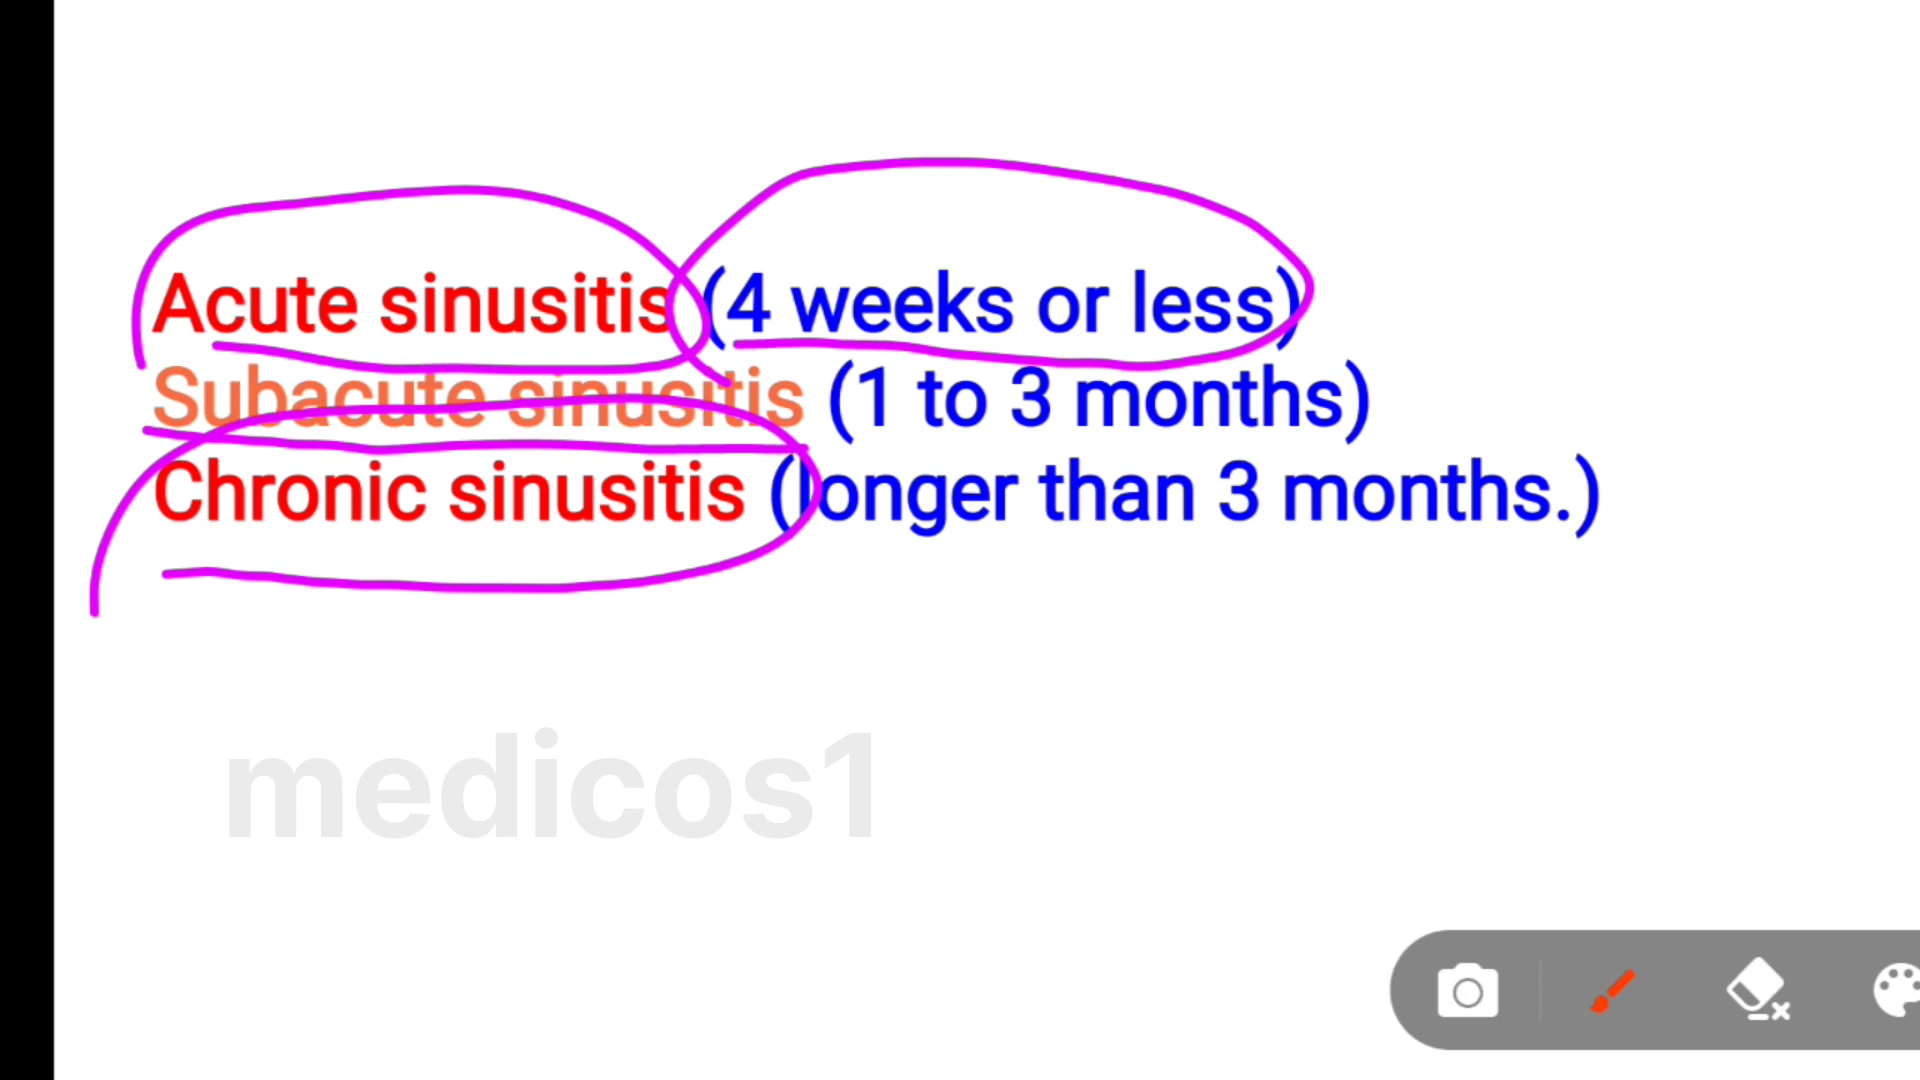 Acute sinusitis (4 weeks or less)
Subacute sinusitis (1 to 3 months)
Chronic sinusitis (longer than 3 months.)
medicos1